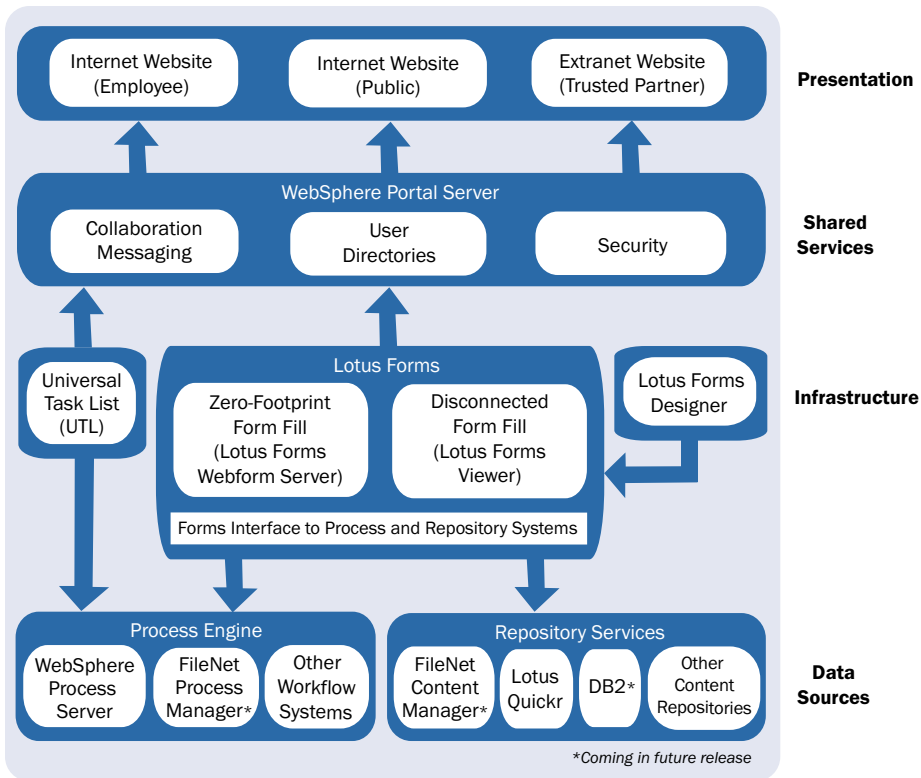 Internet Website
(Employee)
Internet Website
(Public)
Extranet Website
(Trusted Partner)
Presentation
WebSphere Portal Server
Collaboration
Messaging
User
Directories
Security
Shared
Services
Universal
Task List
(UTL)
Lotus Forms
Zero-Footprint
Form Fill
(Lotus Forms
Webform Server)
Disconnected
Form Fill
(Lotus Forms
Viewer)
Forms Interface to Process and Repository Systems
Lotus Forms
Designer
Infrastructure
Process Engine
WebSphere
Process
Server
FileNet
Process
Manager*
Other
Workflow
Systems
Repository Services
FileNet
Content
Manager*
Lotus
Quickr
DB2*
Other
Content
Repositories
Data
Sources
*Coming in future release